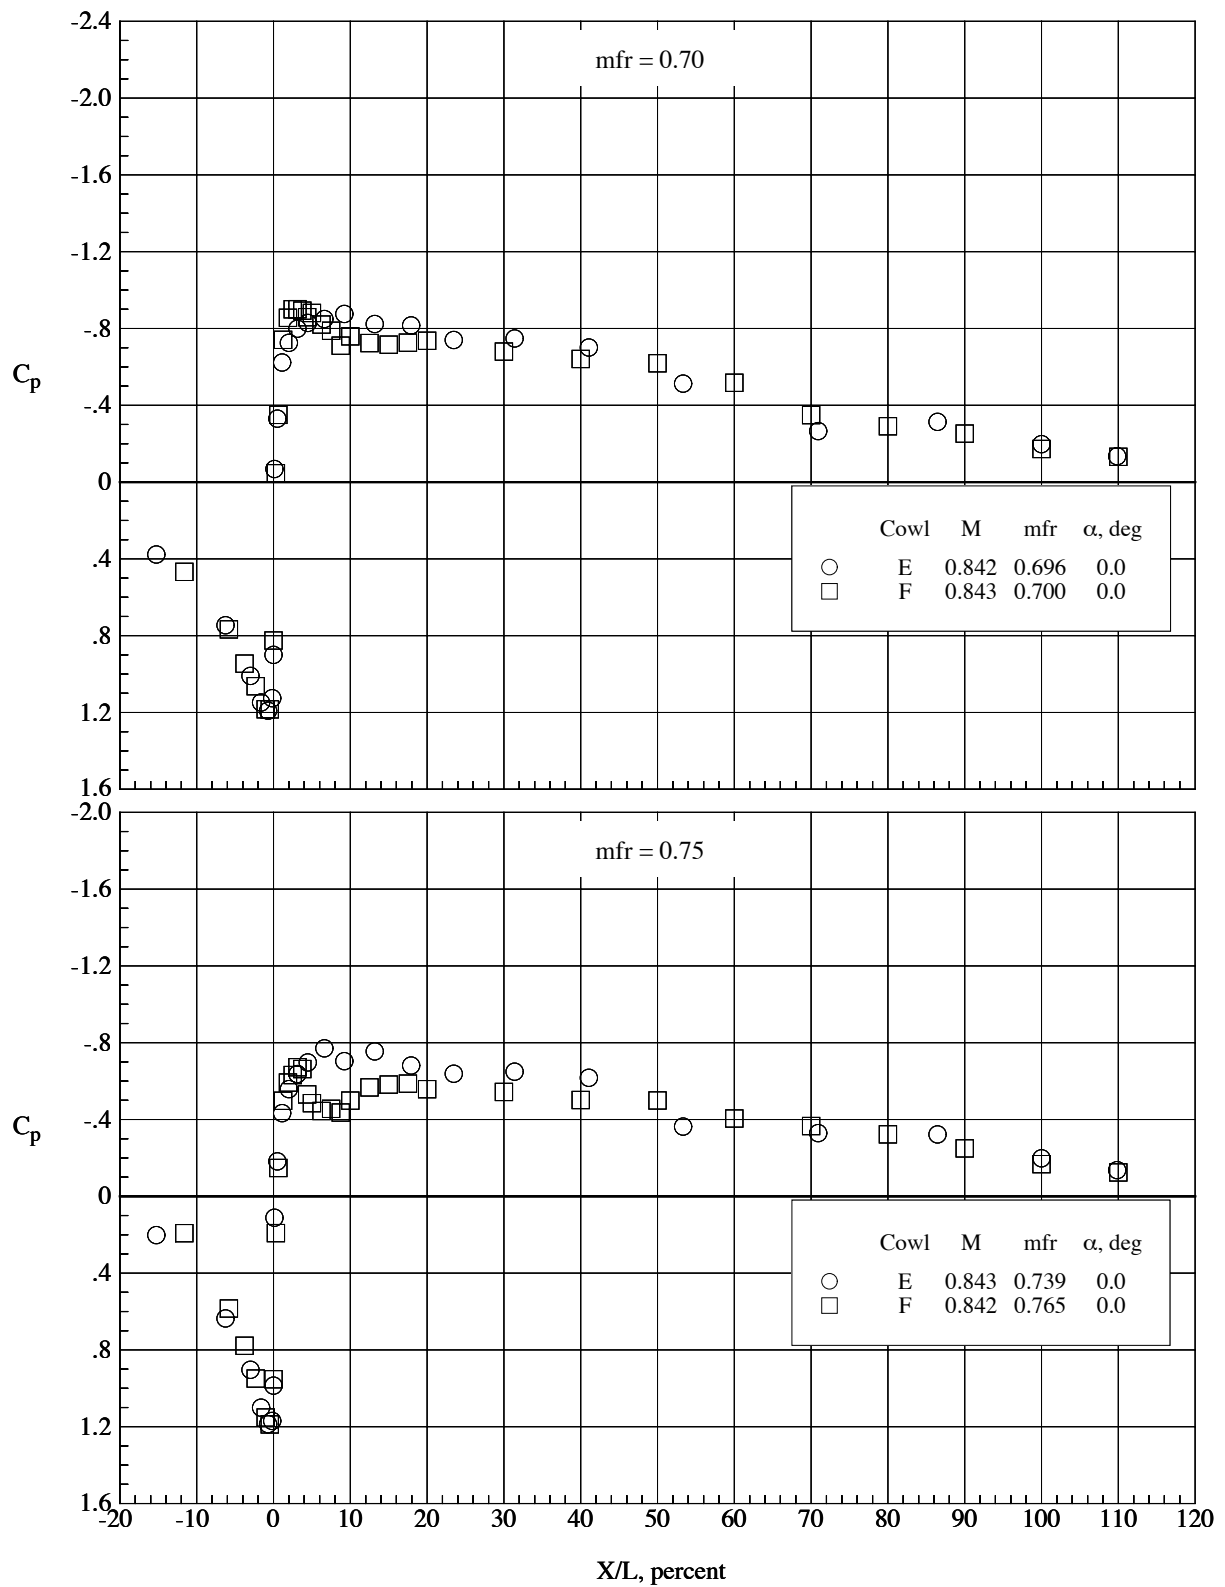 -2.4
mfr = 0.70
-2.0
-1.6
-1.2
-.8
Cp
-.4
0
Cowl M mfr α, deg
.4
E 0.842 0.696 0.0
F 0.843 0.700 0.0
.8
1.2
1.6
-2.0
mfr = 0.75
-1.6
-1.2
-.8
-.4
Cp
0
Cowl M mfr α, deg
.4
E 0.843 0.739 0.0
F 0.842 0.765 0.0
.8
1.2
1.6
-20 -10 0 10 20 30 40 50 60 70 80 90 100 110 120
X/L, percent